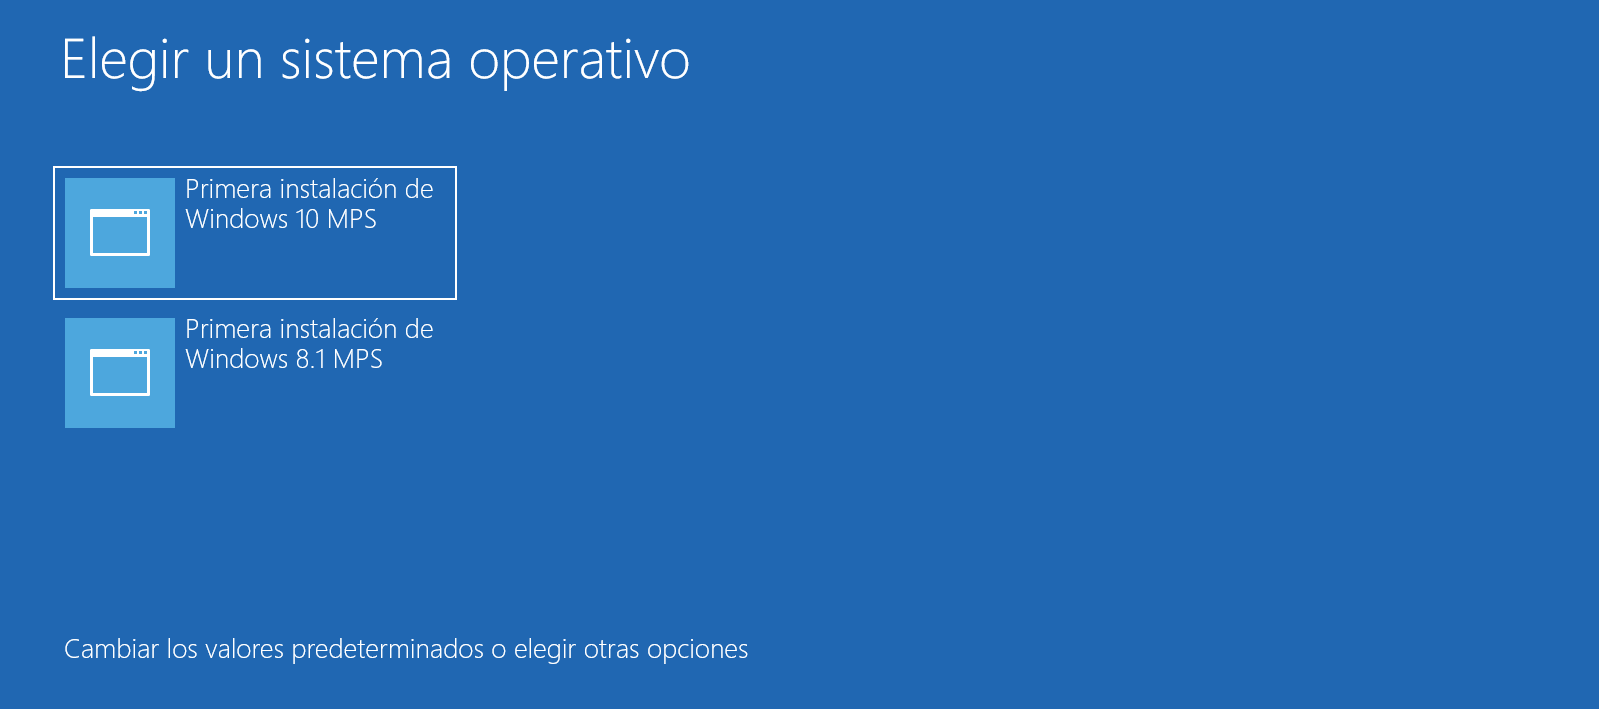 Elegir un sistema operativo
Primera instalación de
Windows 10 MPS
Primera instalación de
Windows 8.1 MPS
Cambiar los valores predeterminados o elegir otras opciones